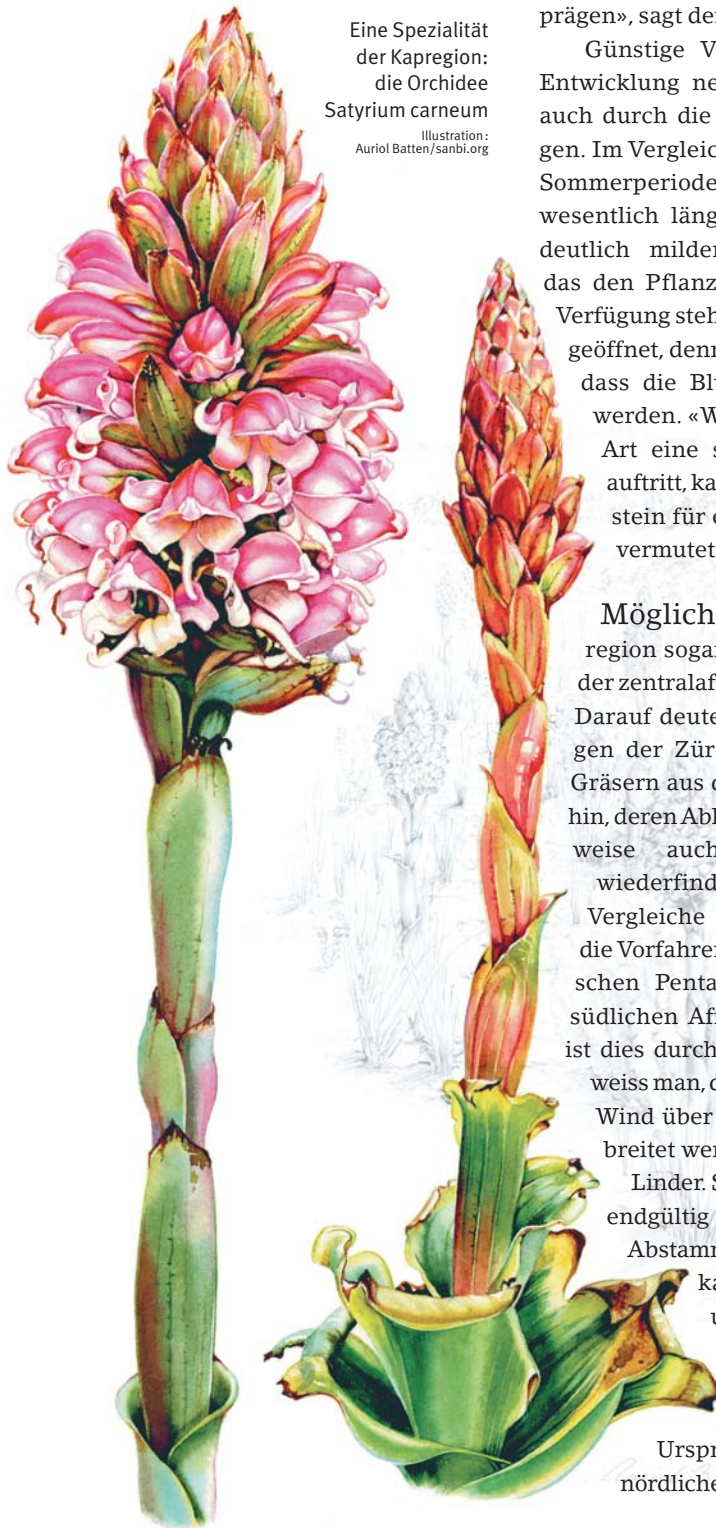 Eine Spezialität
der Kapregion:
die Orchidee
Satyrium carneum
Illustration:
Auriol Batten/sanbi.org
prägen», sagt de
Günstige V
Entwicklung ne
auch durch die
gen. Im Vergleic
Sommerperiode
wesentlich läng
deutlich milder
das den Pflanz
Verfügung steh
geöffnet, denn
dass die Bl
werden. «W
Art eine s
auftritt, ka
stein für
vermutet
Möglich
region sogar
der zentralaf
Darauf deute
gen der Zür
Gräsern aus
hin, deren Abl
weise auch
wiederfind
Vergleiche
die Vorfahren
schen Penta
südlichen Af
ist dies durch
weiss man,
Wind über
breitet wer
Linder. S
endgültig
Abstamm
ka
u
Urspr
nördliche